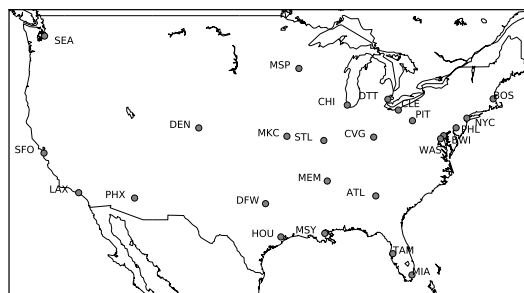 SEA
MSP
BOS
DTT
CLE
CHI
PIT
NYC
DEN
PHL
MKC
STL
CVG
BWI
WAS
SFO
MEM
LAX
PHX
ATL
DFW
HOU
MSY
TAM
MIA